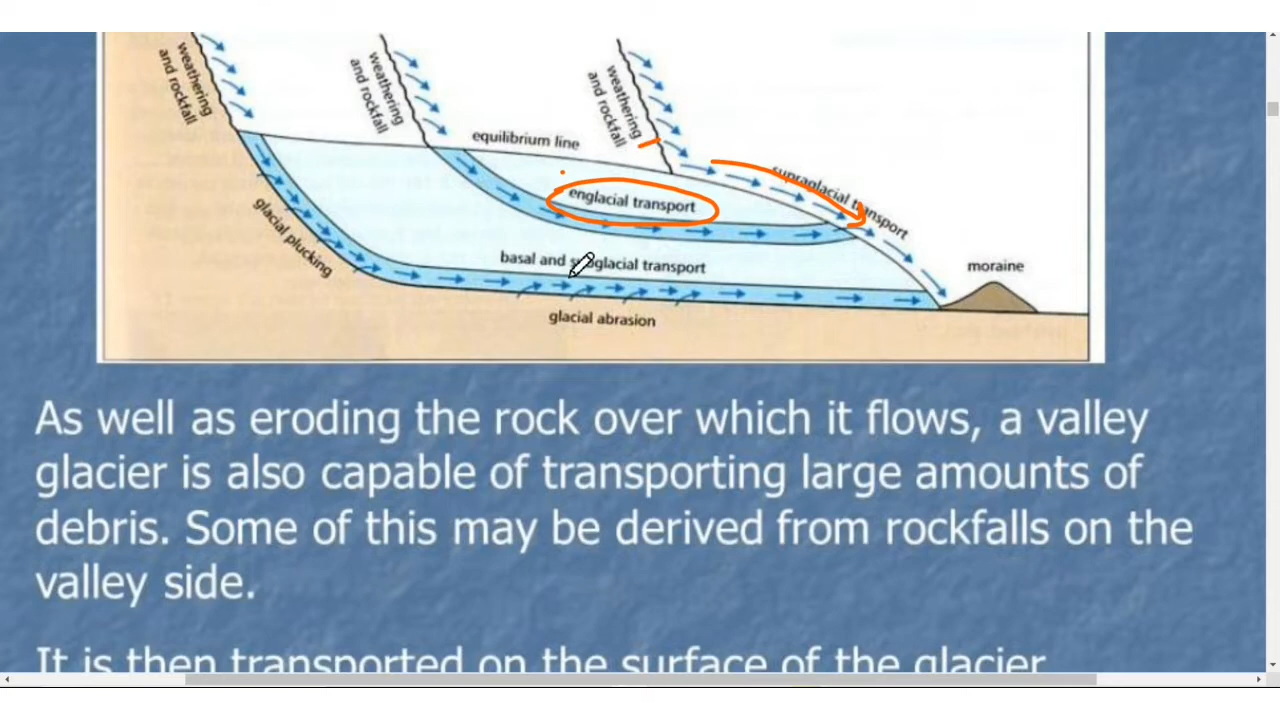 weathering
and rockfall
weathering
and rockfall
weathering
and rockfall
equilibrium line
supraglacial transport
englacial transport
glacial plucking
basal and subglacial transport
moraine
glacial abrasion
As well as eroding the rock over which it flows, a valley
glacier is also capable of transporting large amounts of
debris. Some of this may be derived from rockfalls on the
valley side.
It is then transported on the surface of the glacier